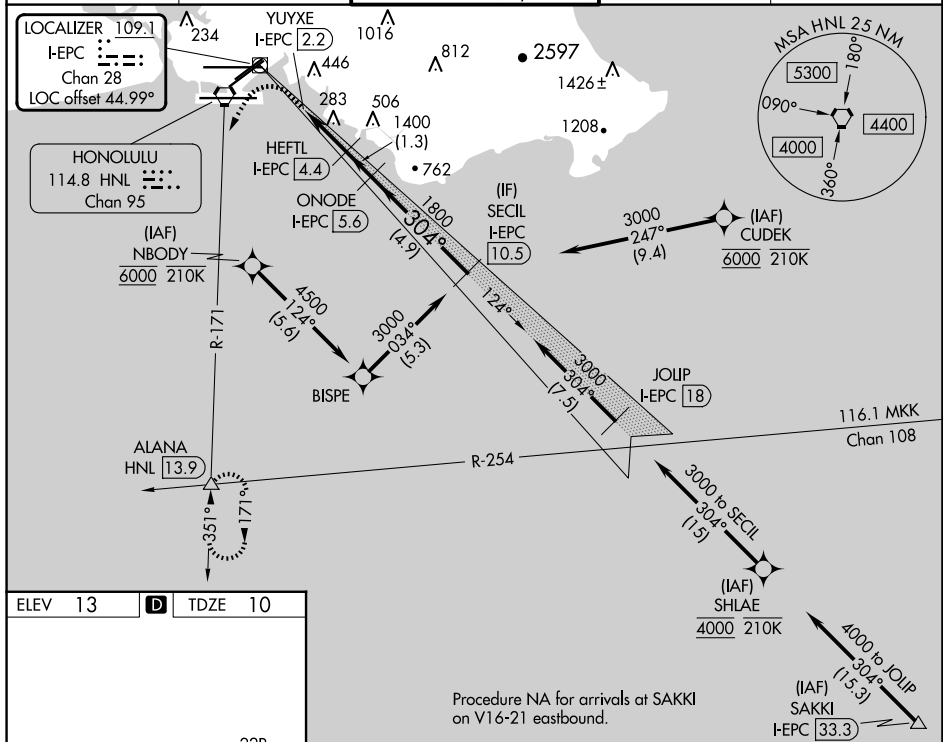 LOCALIZER 109.1
I-EPC
Chan 28
LOC offset 44.99°
234
YUYXE
I-EPC 2.2
1016
446
812
2597
1426 ±
283
506
1400
(1.3)
1208
762
MSA HNL 25 NM
180°
5300
090°
4400
4000
360°
HONOLULU
114.8 HNL
Chan 95
HEFTL
I-EPC 4.4
ONODE
I-EPC 5.6
1800
304°
(4.9)
(IF)
SECIL
I-EPC
10.5
3000
247°
(9.4)
(IAF)
CUDEK
6000 210K
(IAF)
NBODY
6000 210K
4500
124°
(5.6)
R-171
3000
034°
(5.3)
BISPE
124°
3000
304°
(7.5)
JOLIP
I-EPC 18
116.1 MKK
Chan 108
R-254
ALANA
HNL 13.9
351°
171°
3000 to SECIL
304°
(15)
(IAF)
SHLAE
4000 210K
4000 to JOLIP
304°
(15.3)
(IAF)
SAKKI
I-EPC 33.3
ELEV 13 D TDZE 10
Procedure NA for arrivals at SAKKI
on V16-21 eastbound.